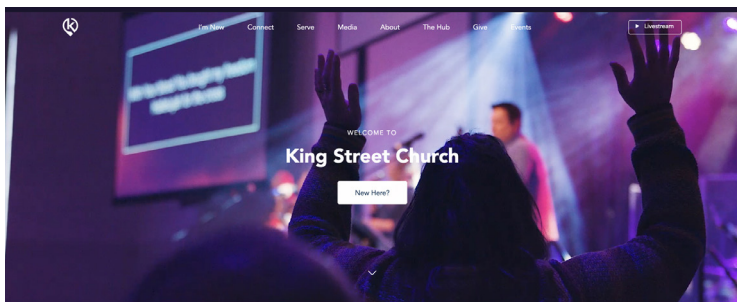 I'm New Connect Serve Media About The Hub Give Events Livestream
WELCOME TO
King Street Church
New Here?